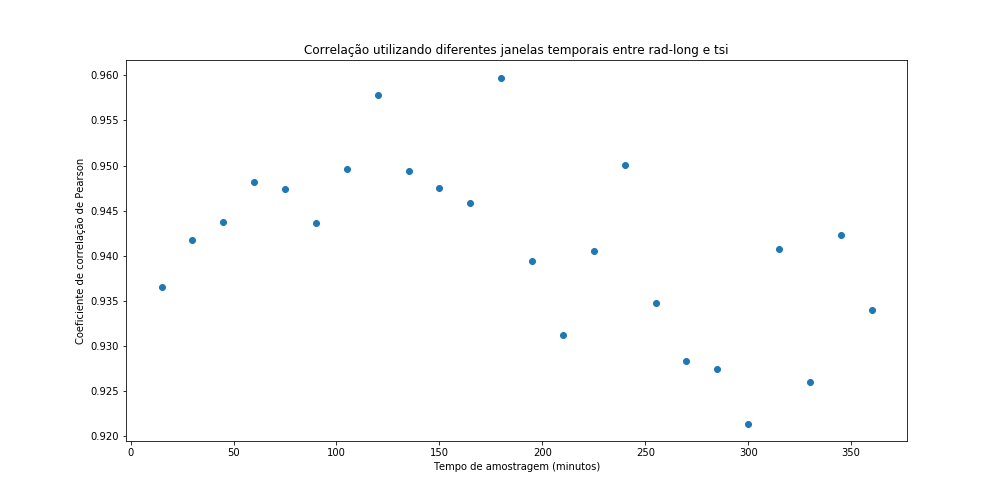 Correlação utilizando diferentes janelas temporais entre rad-long e tsi
Coeficiente de correlação de Pearson
0.960
0.955
0.950
0.945
0.940
0.935
0.930
0.925
0.920
0 50 100 150 200 250 300 350
Tempo de amostragem (minutos)